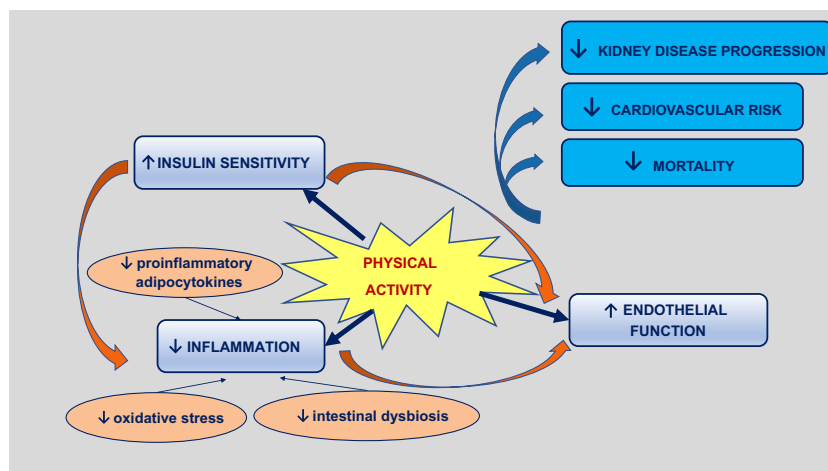 ↓ KIDNEY DISEASE PROGRESSION
↓ CARDIOVASCULAR RISK
↓ MORTALITY
↑ INSULIN SENSITIVITY
PHYSICAL
ACTIVITY
↓ proinflammatory
adipocytokines
↑ ENDOTHELIAL
FUNCTION
↓ INFLAMMATION
↓ oxidative stress
↓ intestinal dysbiosis